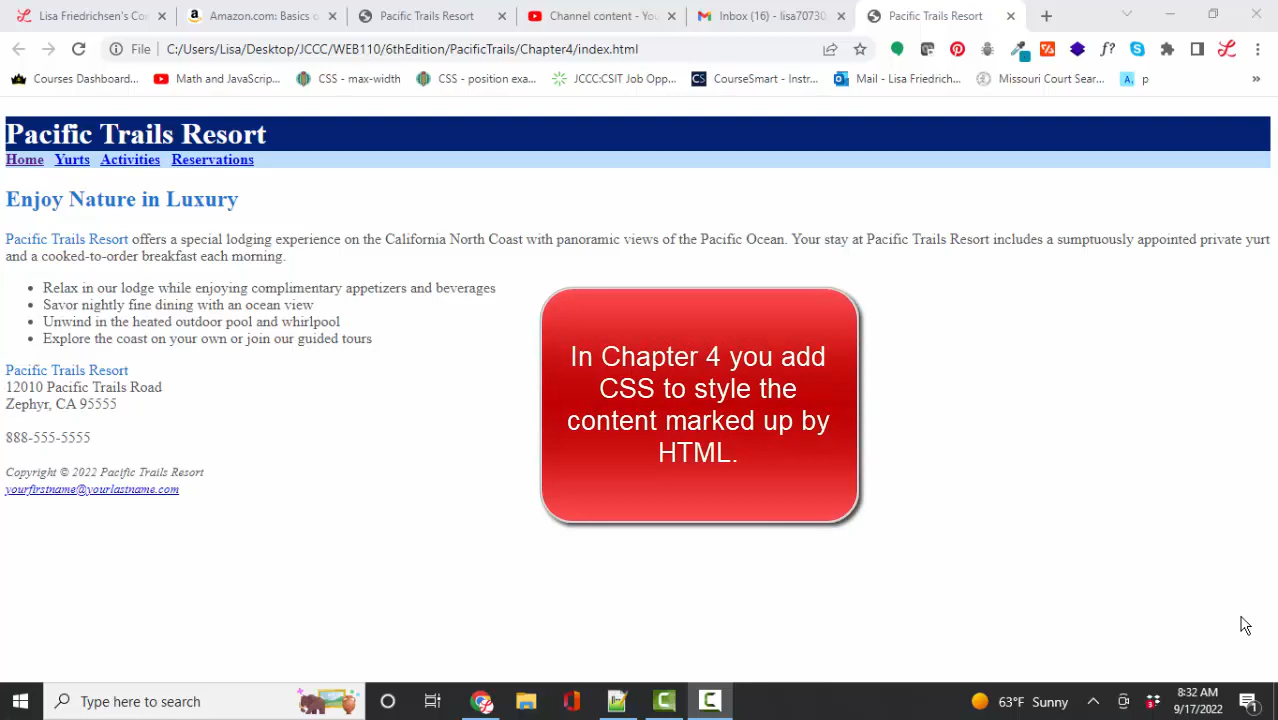 Lisa Friedrichsen's Co
Amazon.com: Basics o
Pacific Trails Resort
Channel content - You
Inbox (16) - lisa70730
Pacific Trails Resort
File
C:/Users/Lisa/Desktop/JCCC/WEB110/6thEdition/PacificTrails/Chapter4/index.html
Courses Dashboard...
Math and JavaScrip...
CSS - max-width
CSS - position exa...
JCCC:CSIT Job Opp...
CS
CourseSmart - Instr...
Mail - Lisa Friedrich...
Missouri Court Sear...
A,
p
»
Pacific Trails Resort
Home Yurts Activities Reservations
Enjoy Nature in Luxury
Pacific Trails Resort offers a special lodging experience on the California North Coast with panoramic views of the Pacific Ocean. Your stay at Pacific Trails Resort includes a sumptuously appointed private yurt
and a cooked-to-order breakfast each morning.
• Relax in our lodge while enjoying complimentary appetizers and beverages
• Savor nightly fine dining with an ocean view
• Unwind in the heated outdoor pool and whirlpool
• Explore the coast on your own or join our guided tours
In Chapter 4 you add
CSS to style the
content marked up by
HTML.
Pacific Trails Resort
12010 Pacific Trails Road
Zephyr, CA 95555
888-555-5555
Copyright © 2022 Pacific Trails Resort
yourfirstname@yourlastname.com
Type here to search
63°F Sunny
8:32 AM
9/17/2022